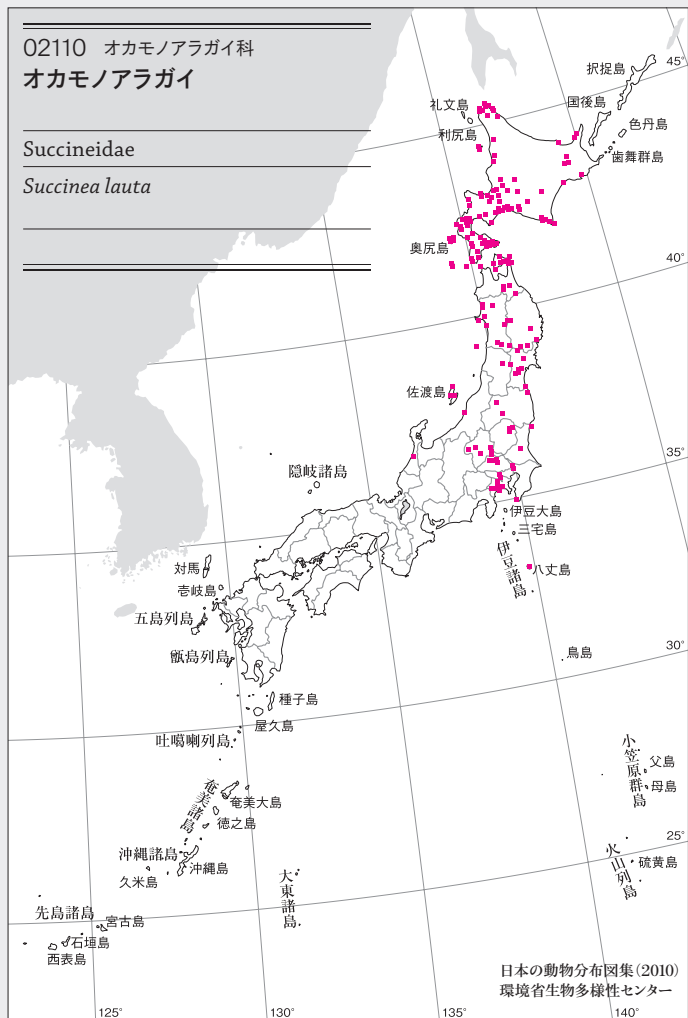 02110 オカモノアラガイ科
オカモノアラガイ
Succineidae
Succinea lauta
45°
択捉島
礼文島
国後島
色丹島
利尻島
歯舞群島
奥尻島
40°
佐渡島
35°
隠岐諸島
伊豆大島
三宅島
伊豆諸島
八丈島
対馬
壱岐島
五島列島
甑島列島
鳥島
30°
種子島
屋久島
吐噶喇列島
小笠原群島
父島
母島
奄美諸島
奄美大島
徳之島
25°
沖縄諸島
沖縄島
久米島
火山列島
硫黄島
大東諸島
先島諸島
宮古島
石垣島
西表島
日本の動物分布図集(2010)
環境省生物多様性センター
125°
130°
135°
140°